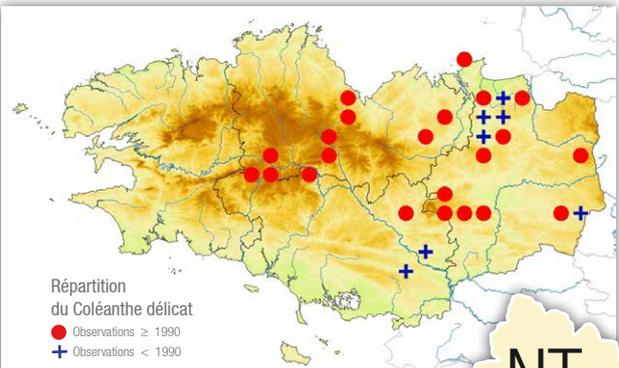 Répartition
du Coléanthe délicat
Observations ≥ 1990
Observations < 1990
NT